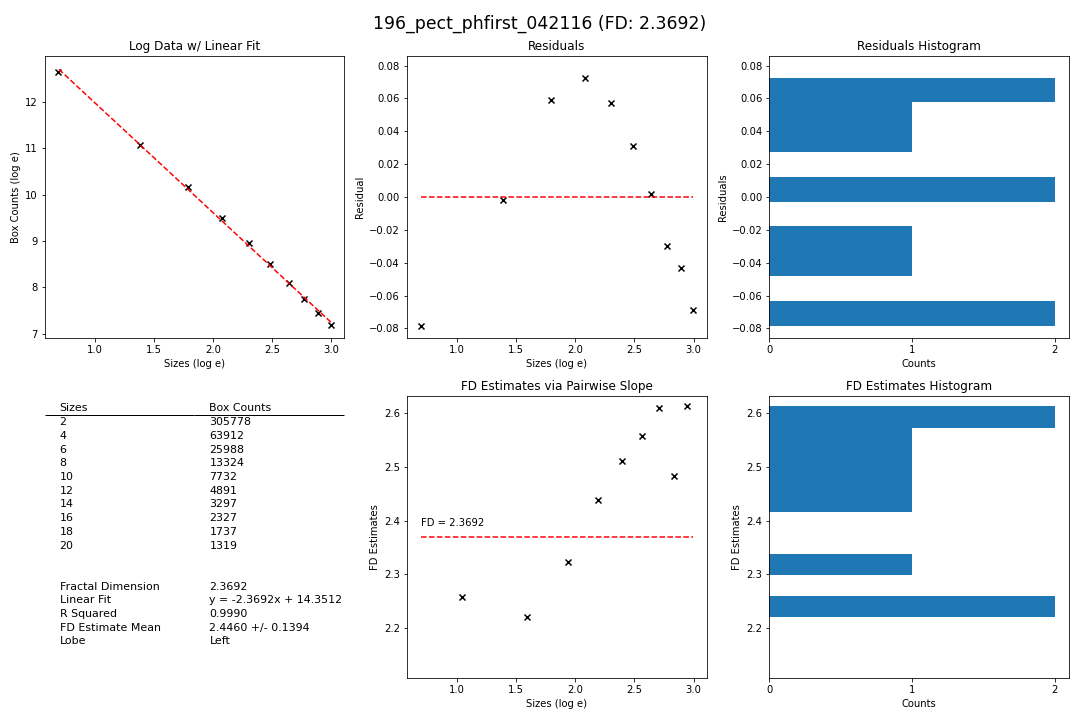 196_pect_phfirst_042116 (FD: 2.3692)
Log Data w/ Linear Fit
Box Counts (log e)
12
11
10
9
8
7
1.0 1.5 2.0 2.5 3.0
Sizes (log e)
Residuals
Residual
0.08
0.06
0.04
0.02
0.00
−0.02
−0.04
−0.06
−0.08
1.0 1.5 2.0 2.5 3.0
Sizes (log e)
Residuals Histogram
Residuals
0.08
0.06
0.04
0.02
0.00
−0.02
−0.04
−0.06
−0.08
0 1 2
Counts
Sizes Box Counts
2 305778
4 63912
6 25988
8 13324
10 7732
12 4891
14 3297
16 2327
18 1737
20 1319
Fractal Dimension 2.3692
Linear Fit y = -2.3692x + 14.3512
R Squared 0.9990
FD Estimate Mean 2.4460 +/- 0.1394
Lobe Left
FD Estimates via Pairwise Slope
FD Estimates
2.6
2.5
2.4
2.3
2.2
FD = 2.3692
1.0 1.5 2.0 2.5 3.0
Sizes (log e)
FD Estimates Histogram
FD Estimates
2.6
2.5
2.4
2.3
2.2
0 1 2
Counts